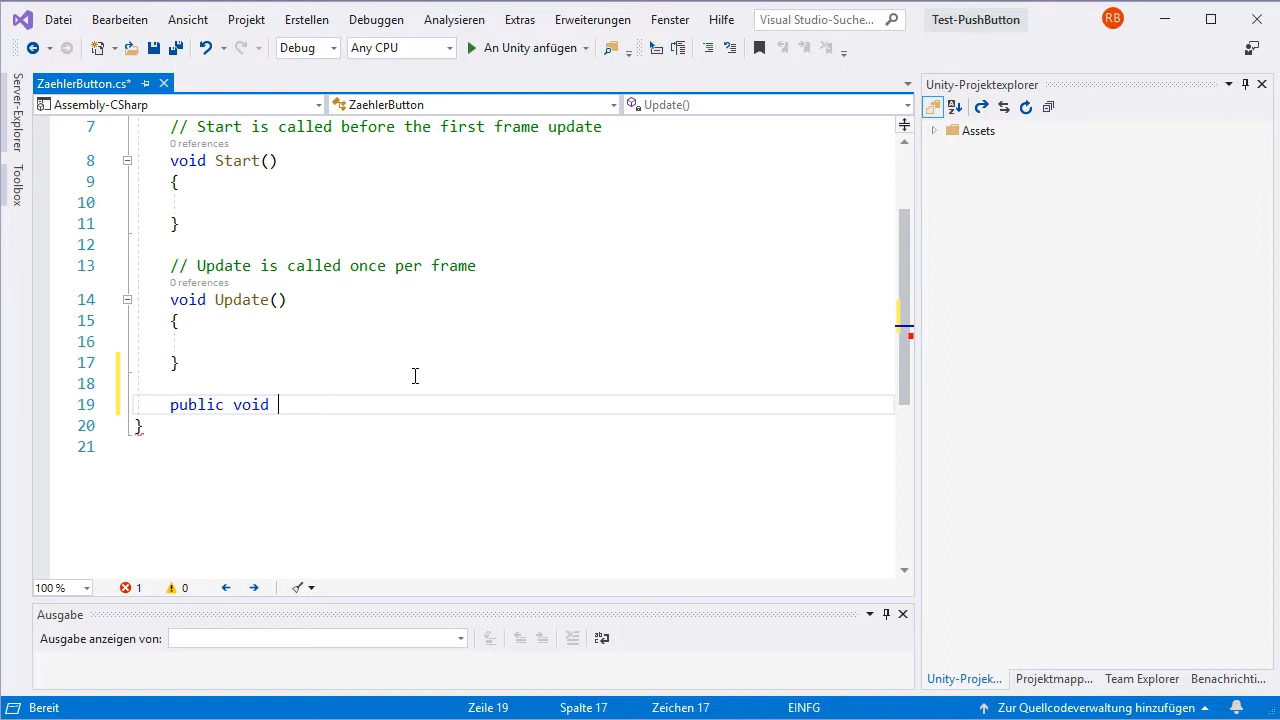 Datei Bearbeiten Ansicht Projekt Erstellen Debuggen Analysieren Extras Erweiterungen Fenster Hilfe Visual Studio-Suche... Test-PushButton RB
Debug Any CPU An Unity anfügen
Server-Explorer
Toolbox
ZaehlerButton.cs*
Assembly-CSharp ZaehlerButton Update()
7 // Start is called before the first frame update
0 references
8 void Start()
9 {
10
11 }
12
13 // Update is called once per frame
0 references
14 void Update()
15 {
16
17 }
18
19 public void
20 }
21
100 % 1 0
Ausgabe
Ausgabe anzeigen von:
Unity-Projektexplorer
Assets
Unity-Projek... Projektmapp... Team Explorer Benachrichti...
Bereit Zeile 19 Spalte 17 Zeichen 17 EINFG Zur Quellcodeverwaltung hinzufügen